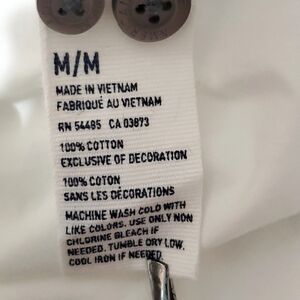 M/M
MADE IN VIETNAM
FABRIQUÉ AU VIETNAM
RN 54485 CA 03873
100% COTTON
EXCLUSIVE OF DECORATION
100% COTON
SANS LES DÉCORATIONS
MACHINE WASH COLD WITH
LIKE COLORS. USE ONLY NON
CHLORINE BLEACH IF
NEEDED. TUMBLE DRY LOW.
COOL IRON IF NEEDED.